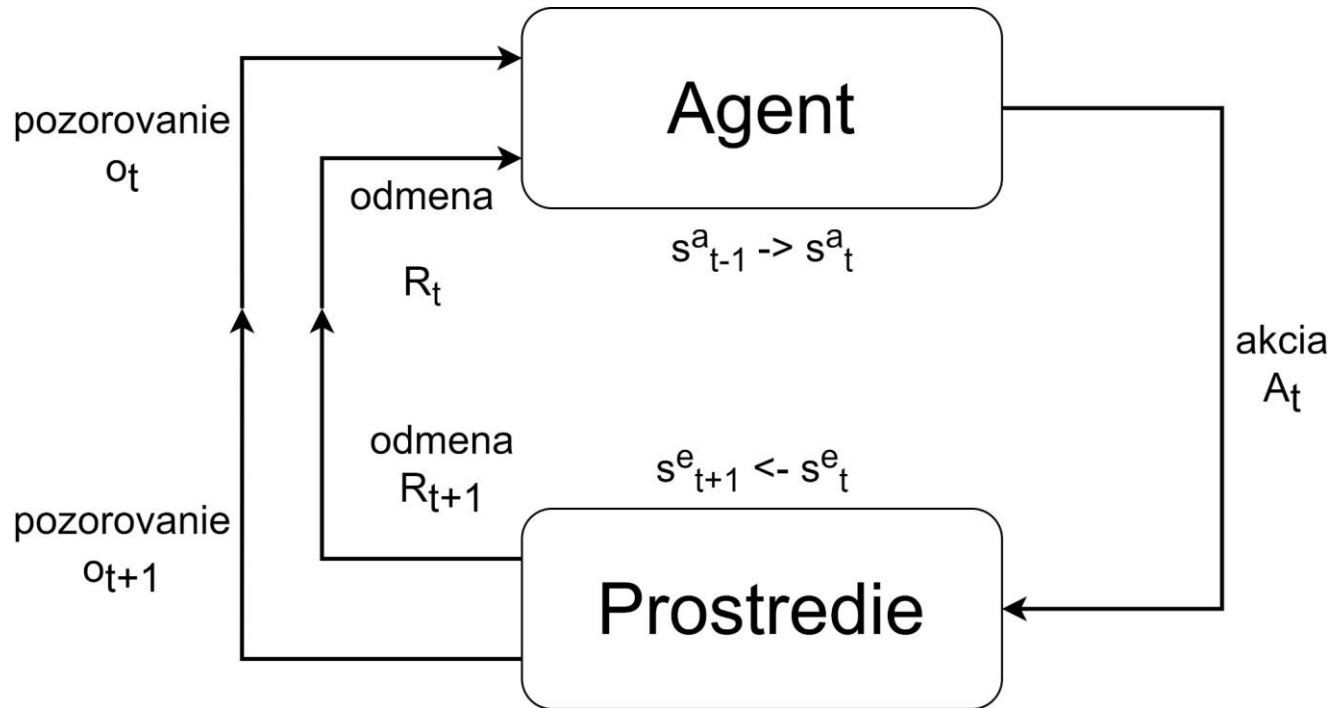 Agent
pozorovanie
oₜ
odmena
Rₜ
sᵃₜ₋₁ -> sᵃₜ
akcia
Aₜ
odmena
Rₜ₊₁
sᵉₜ₊₁ <- sᵉₜ
pozorovanie
oₜ₊₁
Prostredie